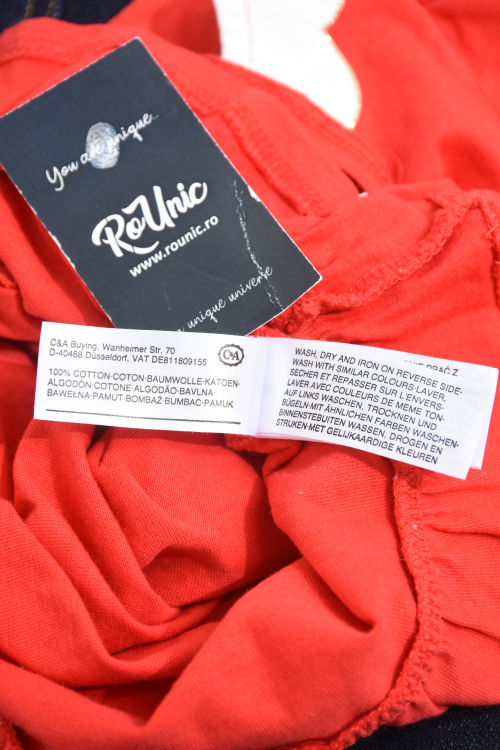 You are unique
RoUnic
www.rounic.ro
unique universe
C&A Buying, Wanheimer Str. 70
D-40468 Düsseldorf, VAT DE811809155
C&A
100% COTTON·COTON·BAUMWOLLE·KATOEN·
ALGODÓN·COTONE·ALGODÃO·BAVLNA·
BAWEŁNA·PAMUT·BOMBAŽ·BUMBAC·PAMUK
WASH, DRY AND IRON ON REVERSE SIDE-
WASH WITH SIMILAR COLOURS·LAVER,
SECHER ET REPASSER SUR L'ENVERS-
LAVER AVEC COULEURS DE MEME TON·
AUF LINKS WASCHEN, TROCKNEN UND
BÜGELN-MIT ÄHNLICHEN FARBEN WASCHEN·
BINNENSTEBUITEN WASSEN, DROGEN EN
STRIJKEN-MET GELIJKAARDIGE KLEUREN